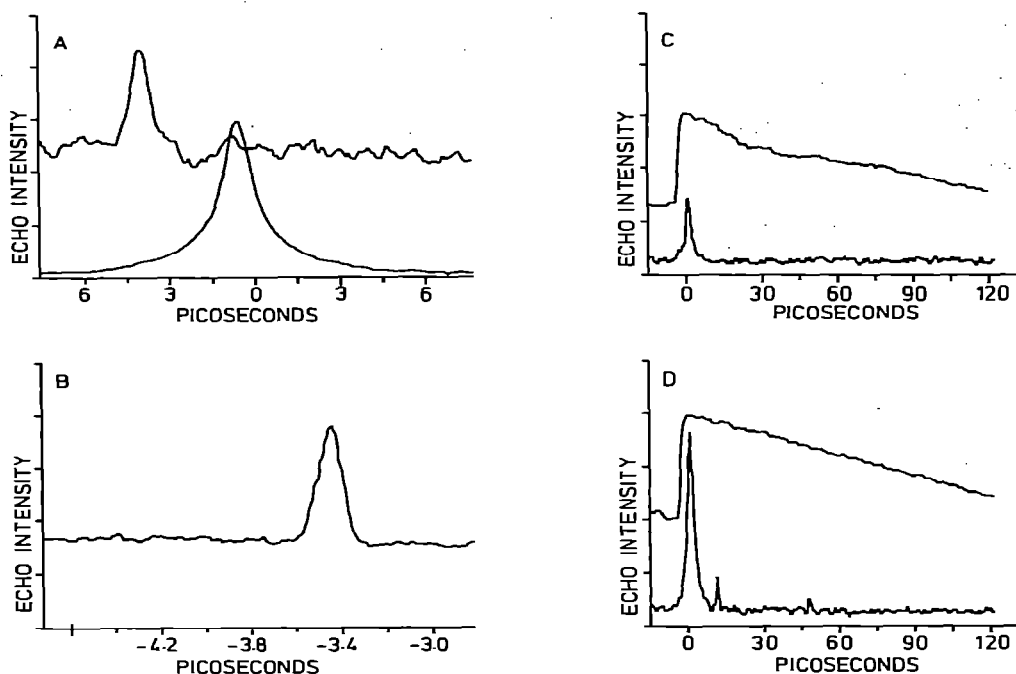 A
ECHO INTENSITY
6 3 0 3 6
PICOSECONDS
B
ECHO INTENSITY
-4.2 -3.8 -3.4 -3.0
PICOSECONDS
C
ECHO INTENSITY
0 30 60 90 120
PICOSECONDS
D
ECHO INTENSITY
0 30 60 90 120
PICOSECONDS